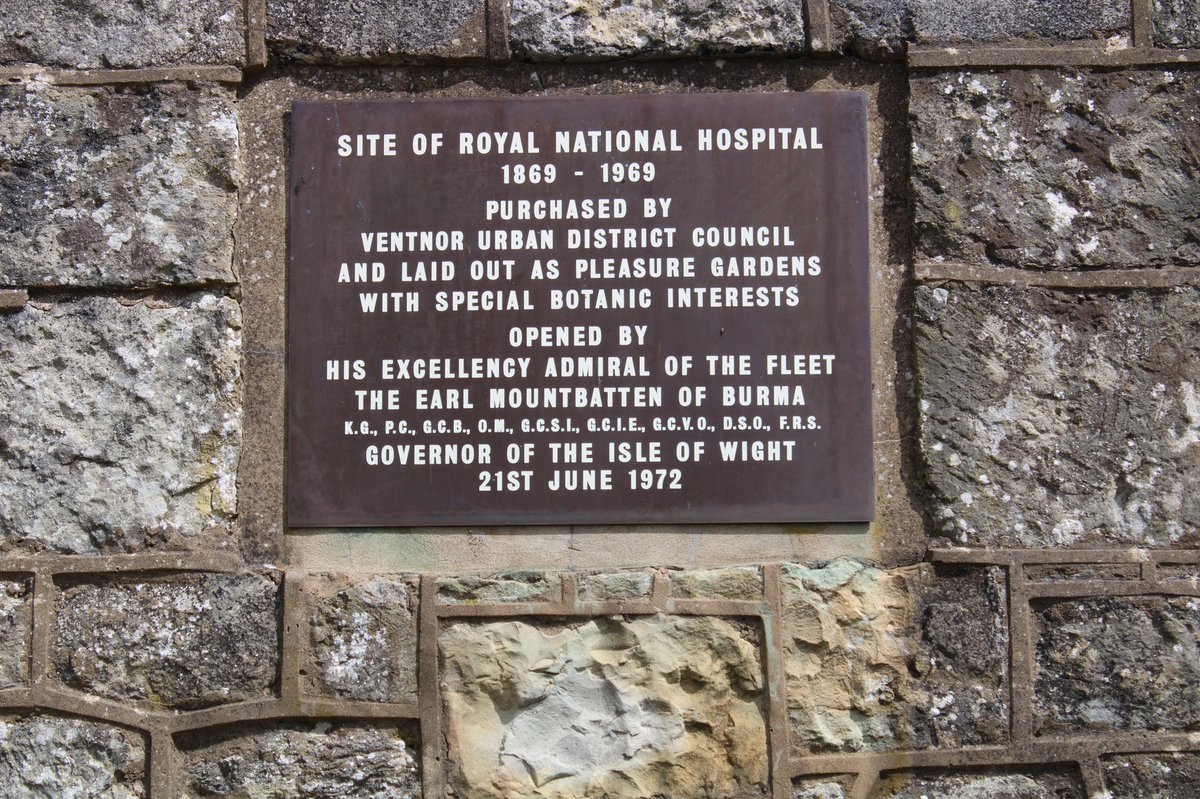 SITE OF ROYAL NATIONAL HOSPITAL
1869 - 1969
PURCHASED BY
VENTNOR URBAN DISTRICT COUNCIL
AND LAID OUT AS PLEASURE GARDENS
WITH SPECIAL BOTANIC INTERESTS
OPENED BY
HIS EXCELLENCY ADMIRAL OF THE FLEET
THE EARL MOUNTBATTEN OF BURMA
K.G., P.C., G.C.B., O.M., G.C.S.I., G.C.I.E., G.C.V.O., D.S.O., F.R.S.
GOVERNOR OF THE ISLE OF WIGHT
21ST JUNE 1972